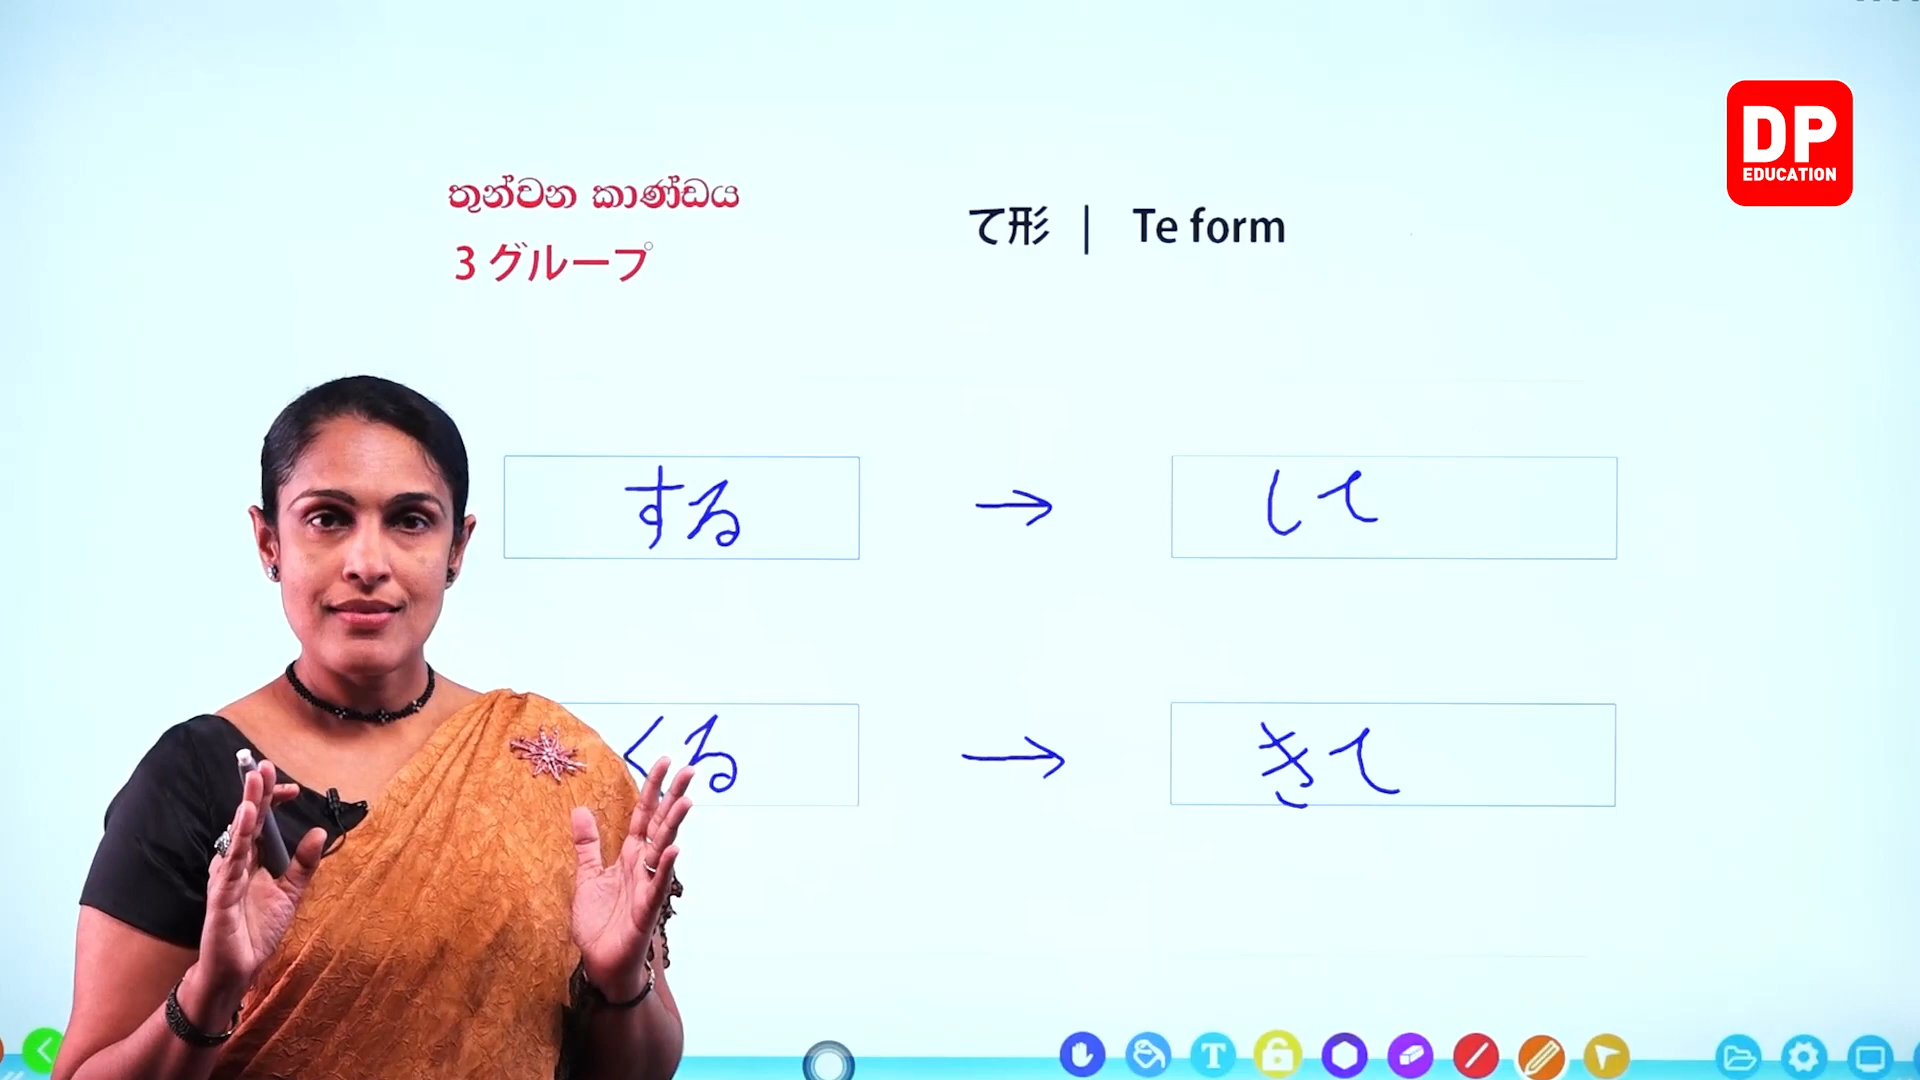 DP
EDUCATION
තුන්වන කාණ්ඩය
3 グループ
て形 | Te form
する → して
くる → きて
T